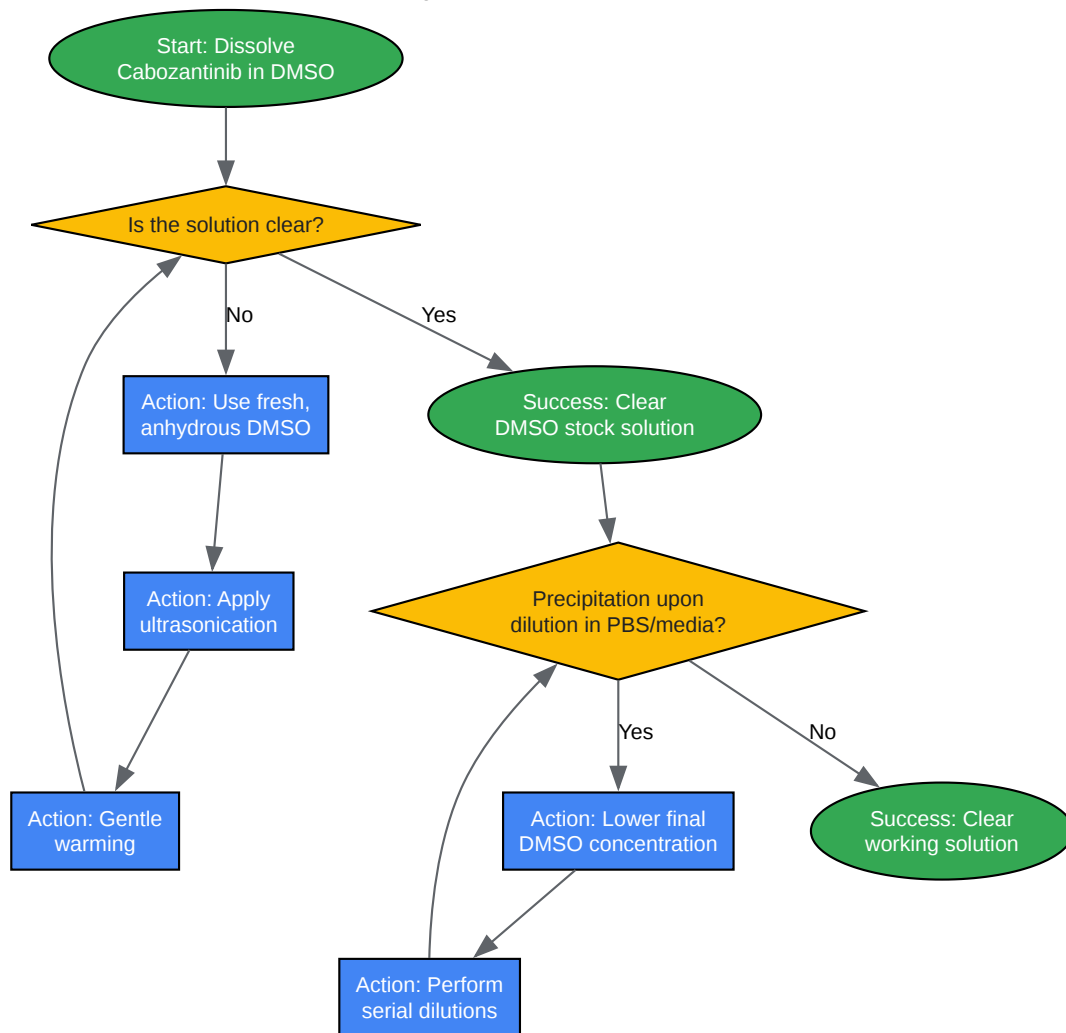 Start: Dissolve
Cabozantinib in DMSO
Is the solution clear?
No
Yes
Action: Use fresh,
anhydrous DMSO
Success: Clear
DMSO stock solution
Action: Apply
ultrasonication
Precipitation upon
dilution in PBS/media?
Yes
No
Action: Gentle
warming
Action: Lower final
DMSO concentration
Success: Clear
working solution
Action: Perform
serial dilutions